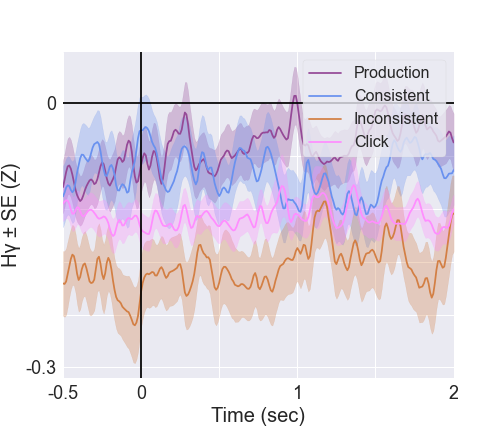 Production
Consistent
Inconsistent
Click
Hγ ± SE (Z)
0
-0.3
-0.5 0 1 2
Time (sec)